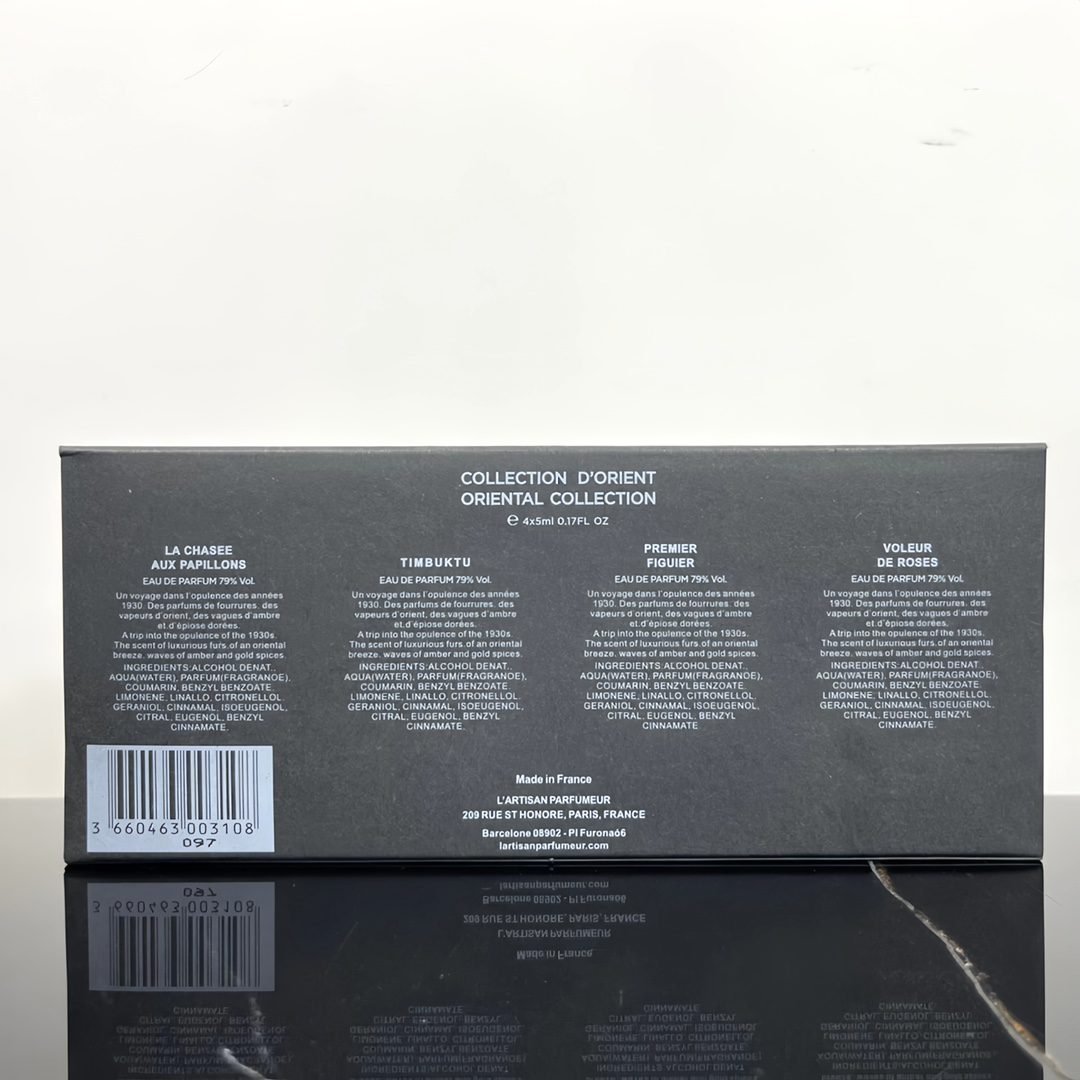 COLLECTION D'ORIENT
ORIENTAL COLLECTION
℮ 4x5ml 0.17FL OZ
LA CHASEE
AUX PAPILLONS
EAU DE PARFUM 79% Vol.
Un voyage dans l'opulence des années
1930. Des parfums de fourrures, des
vapeurs d'orient, des vagues d'ambre
et.d'épiose dorées.
A trip into the opulence of the 1930s.
The scent of luxurious furs, of an oriental
breeze, waves of amber and gold spices.
INGREDIENTS:ALCOHOL DENAT.,
AQUA(WATER), PARFUM(FRAGRANOE),
COUMARIN, BENZYL BENZOATE,
LIMONENE, LINALLO, CITRONELLOL,
GERANIOL, CINNAMAL, ISOEUGENOL,
CITRAL, EUGENOL, BENZYL
CINNAMATE.
TIMBUKTU
EAU DE PARFUM 79% Vol.
Un voyage dans l'opulence des années
1930. Des parfums de fourrures, des
vapeurs d'orient, des vagues d'ambre
et.d'épiose dorées.
A trip into the opulence of the 1930s.
The scent of luxurious furs, of an oriental
breeze, waves of amber and gold spices.
INGREDIENTS:ALCOHOL DENAT.,
AQUA(WATER), PARFUM(FRAGRANOE),
COUMARIN, BENZYL BENZOATE,
LIMONENE, LINALLO, CITRONELLOL,
GERANIOL, CINNAMAL, ISOEUGENOL,
CITRAL, EUGENOL, BENZYL
CINNAMATE.
PREMIER
FIGUIER
EAU DE PARFUM 79% Vol.
Un voyage dans l'opulence des années
1930. Des parfums de fourrures, des
vapeurs d'orient, des vagues d'ambre
et.d'épiose dorées.
A trip into the opulence of the 1930s.
The scent of luxurious furs, of an oriental
breeze, waves of amber and gold spices.
INGREDIENTS:ALCOHOL DENAT.,
AQUA(WATER), PARFUM(FRAGRANOE),
COUMARIN, BENZYL BENZOATE,
LIMONENE, LINALLO, CITRONELLOL,
GERANIOL, CINNAMAL, ISOEUGENOL,
CITRAL, EUGENOL, BENZYL
CINNAMATE.
VOLEUR
DE ROSES
EAU DE PARFUM 79% Vol.
Un voyage dans l'opulence des années
1930. Des parfums de fourrures, des
vapeurs d'orient, des vagues d'ambre
et.d'épiose dorées.
A trip into the opulence of the 1930s.
The scent of luxurious furs, of an oriental
breeze, waves of amber and gold spices.
INGREDIENTS:ALCOHOL DENAT.,
AQUA(WATER), PARFUM(FRAGRANOE),
COUMARIN, BENZYL BENZOATE,
LIMONENE, LINALLO, CITRONELLOL,
GERANIOL, CINNAMAL, ISOEUGENOL,
CITRAL, EUGENOL, BENZYL
CINNAMATE.
3 660463 003108
097
Made in France
L'ARTISAN PARFUMEUR
209 RUE ST HONORE, PARIS, FRANCE
Barcelone 08902 - PI Furonaó6
lartisanparfumeur.com